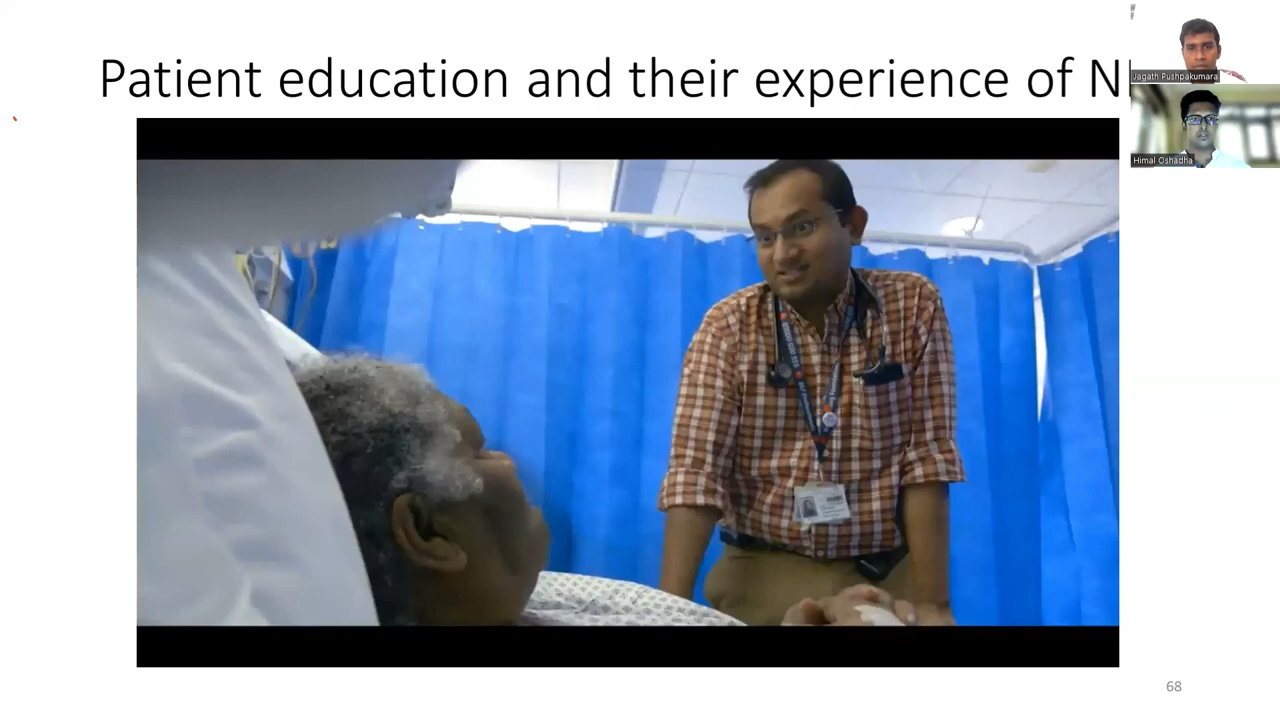 Patient education and their experience of N
Jagath Pushpakumara
Himal Oshadha
68